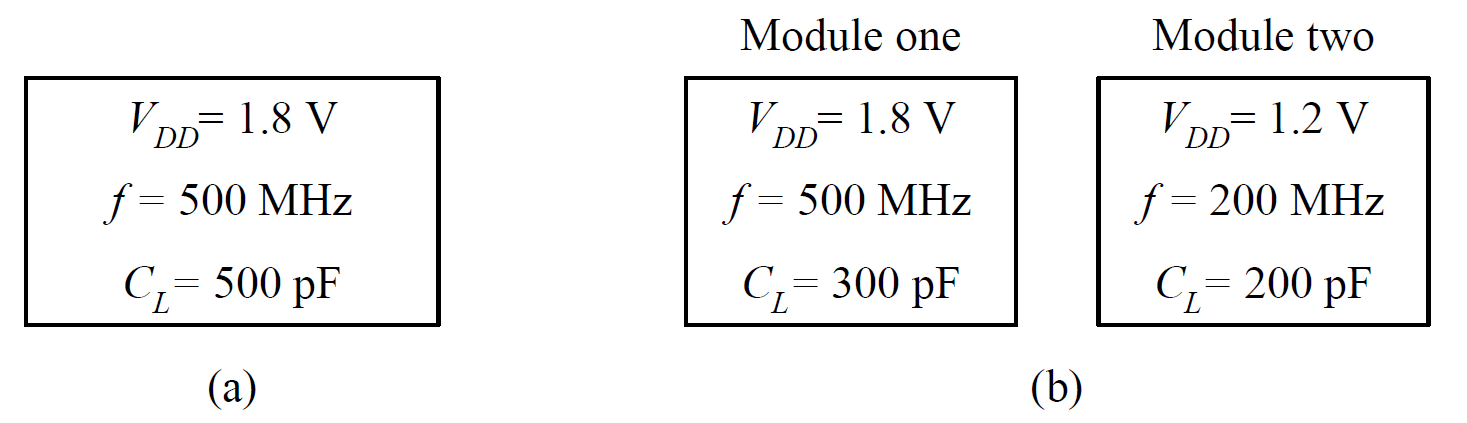 V_DD= 1.8 V
f = 500 MHz
C_L= 500 pF
(a)
Module one
V_DD= 1.8 V
f = 500 MHz
C_L= 300 pF
Module two
V_DD= 1.2 V
f = 200 MHz
C_L= 200 pF
(b)